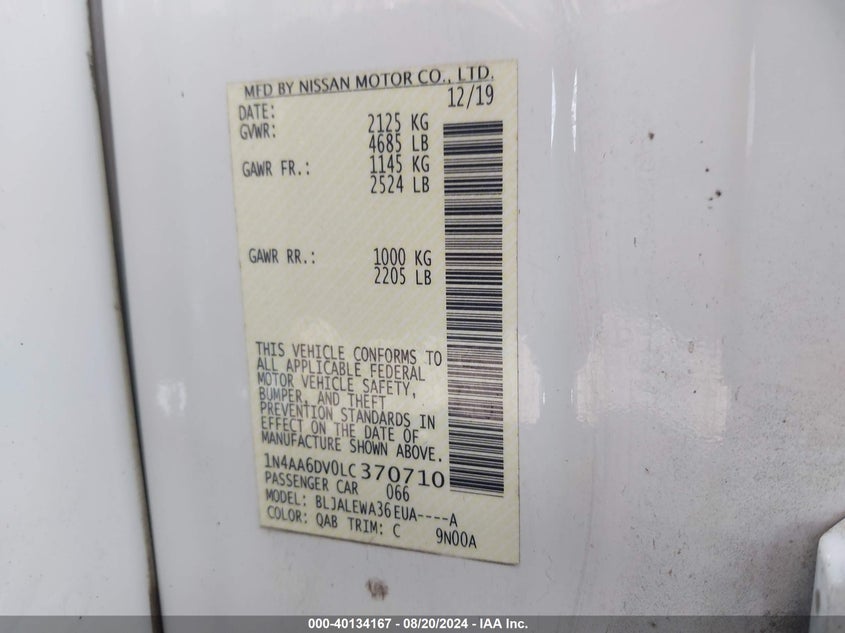 MFD BY NISSAN MOTOR CO., LTD.
DATE: 12/19
GVWR: 2125 KG
4685 LB
GAWR FR.: 1145 KG
2524 LB
GAWR RR.: 1000 KG
2205 LB
THIS VEHICLE CONFORMS TO
ALL APPLICABLE FEDERAL
MOTOR VEHICLE SAFETY,
BUMPER, AND THEFT
PREVENTION STANDARDS IN
EFFECT ON THE DATE OF
MANUFACTURE SHOWN ABOVE.
1N4AA6DV0LC370710
PASSENGER CAR 066
MODEL: BLJALEWA36EUA----A
COLOR: QAB TRIM: C 9N00A
000-40134167 - 08/20/2024 - IAA Inc.